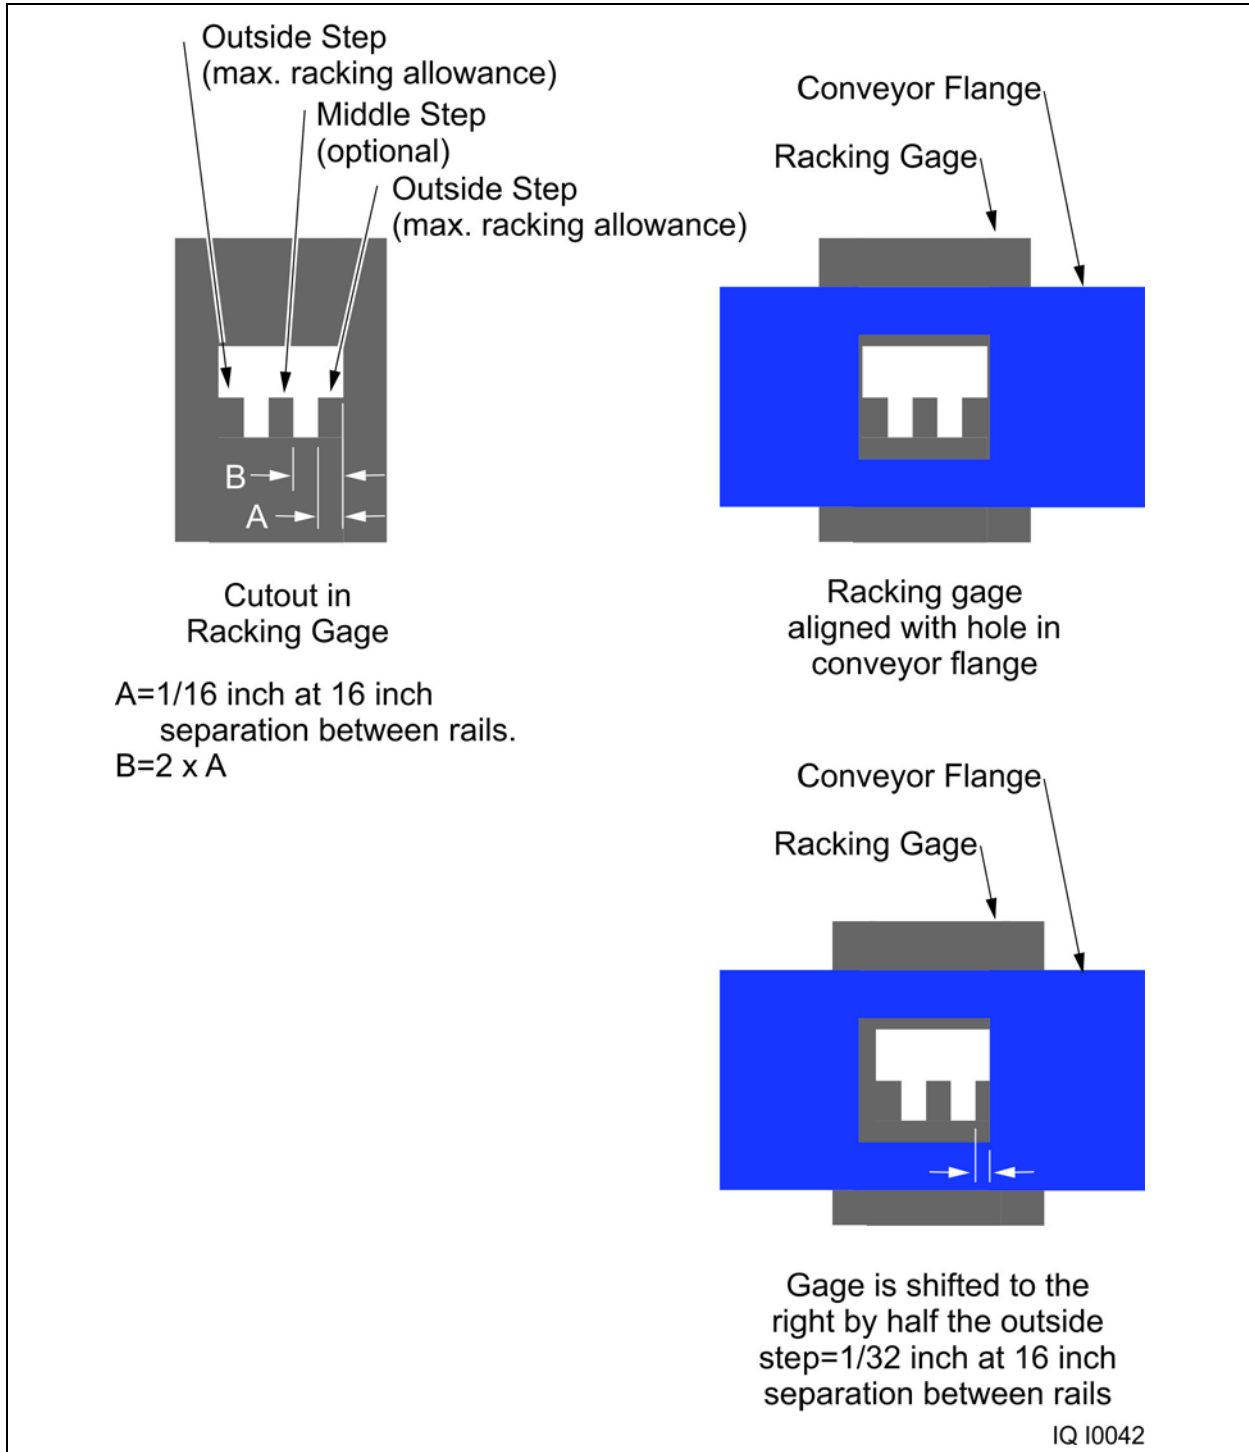 Outside Step
(max. racking allowance)
Middle Step
(optional)
Outside Step
(max. racking allowance)
B
A
Cutout in
Racking Gage
A=1/16 inch at 16 inch
separation between rails.
B=2 x A
Conveyor Flange
Racking Gage
Racking gage
aligned with hole in
conveyor flange
Conveyor Flange
Racking Gage
Gage is shifted to the
right by half the outside
step=1/32 inch at 16 inch
separation between rails
IQ I0042